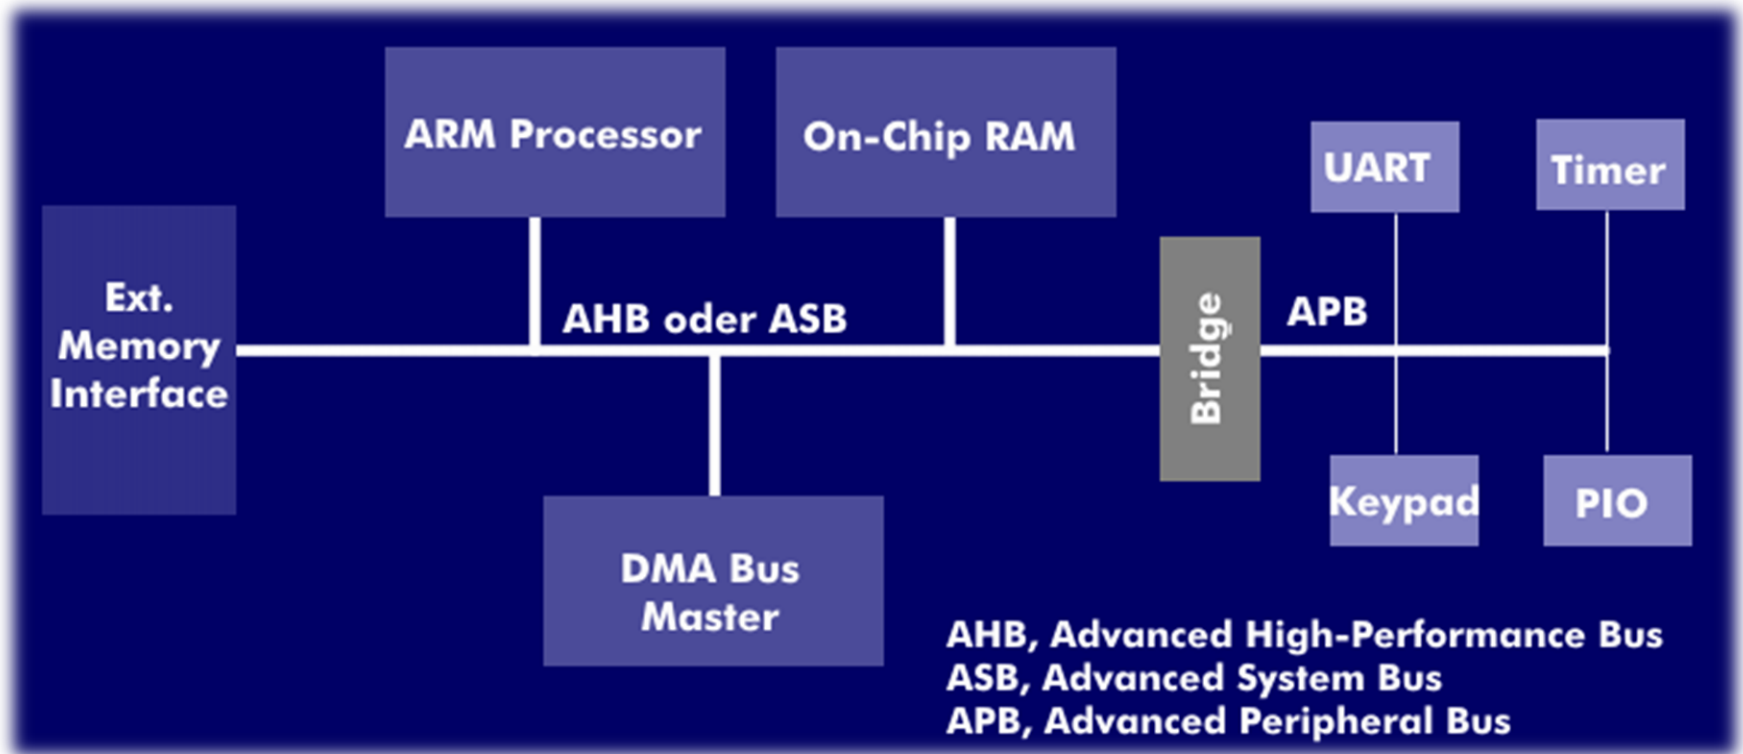 ARM Processor
On-Chip RAM
UART
Timer
Ext.
Memory
Interface
AHB oder ASB
Bridge
APB
Keypad
PIO
DMA Bus
Master
AHB, Advanced High-Performance Bus
ASB, Advanced System Bus
APB, Advanced Peripheral Bus